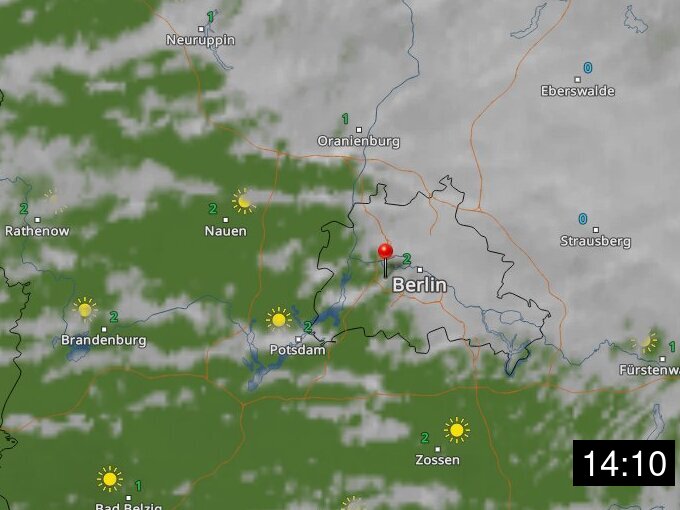 1
Neuruppin
0
Eberswalde
1
Oranienburg
2
Rathenow
2
Nauen
0
Strausberg
2
Berlin
2
Brandenburg
2
Potsdam
1
Fürstenwa
2
Zossen
14:10
1
Bad Belzig